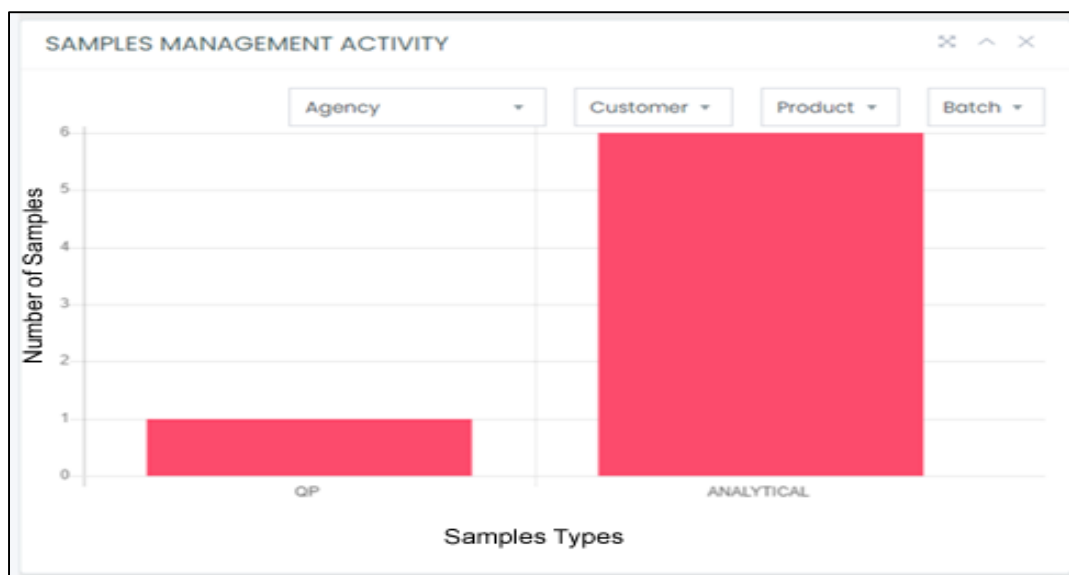 SAMPLES MANAGEMENT ACTIVITY
Agency Customer Product Batch
6
5
4
3
2
1
0
Number of Samples
QP ANALYTICAL
Samples Types